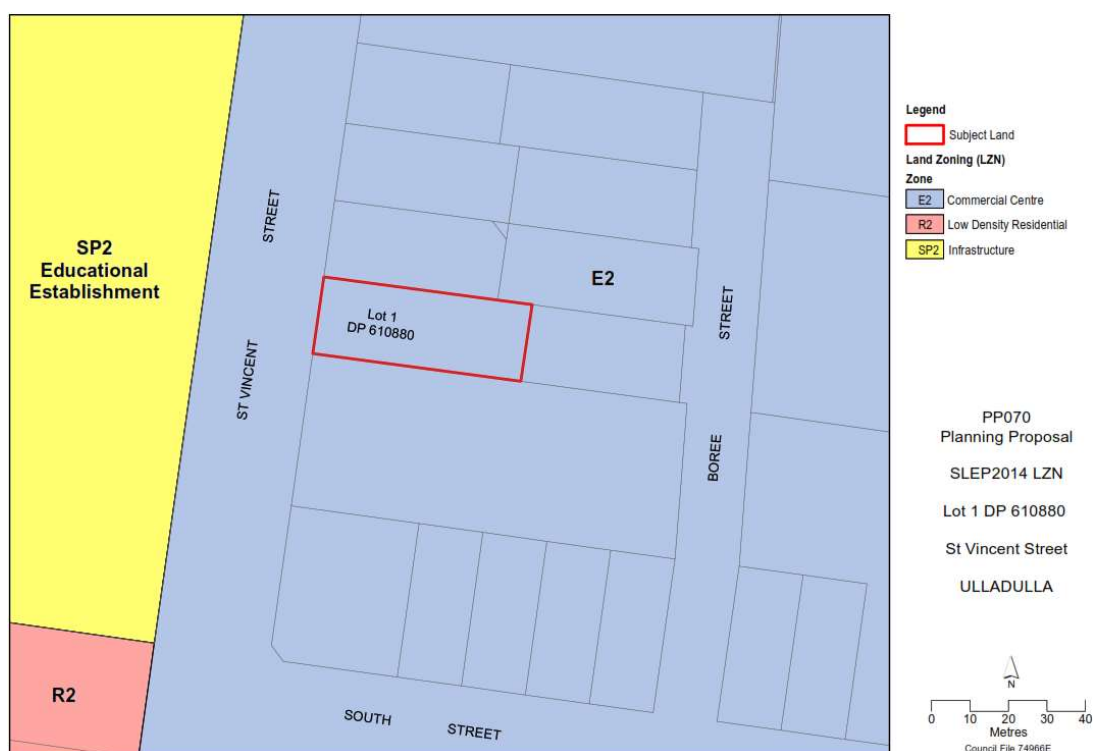 SP2
Educational
Establishment
STREET
ST VINCENT
Lot 1
DP 610880
E2
STREET
BOREE
R2
SOUTH STREET
Legend
Subject Land
Land Zoning (LZN)
Zone
E2 Commercial Centre
R2 Low Density Residential
SP2 Infrastructure
PP070
Planning Proposal
SLEP2014 LZN
Lot 1 DP 610880
St Vincent Street
ULLADULLA
N
0 10 20 30 40
Metres
Council File 74966E